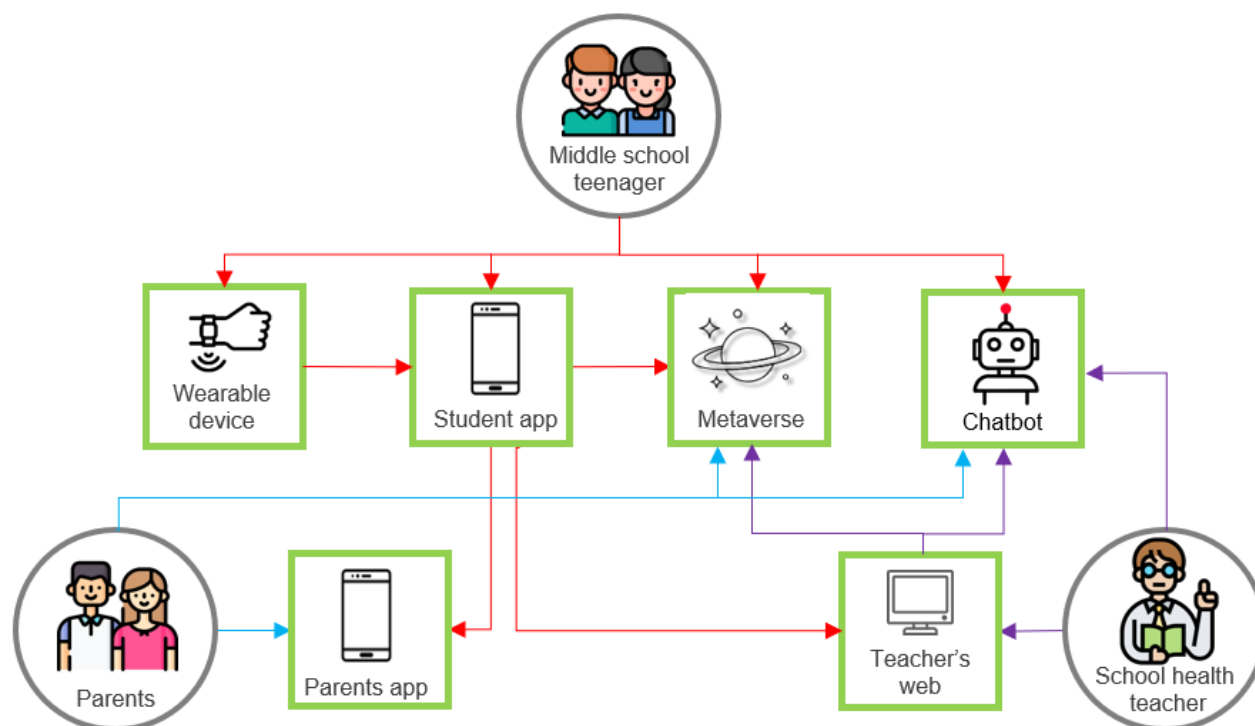 Middle school
teenager
Wearable
device
Student app
Metaverse
Chatbot
Parents
Parents app
Teacher’s
web
School health
teacher